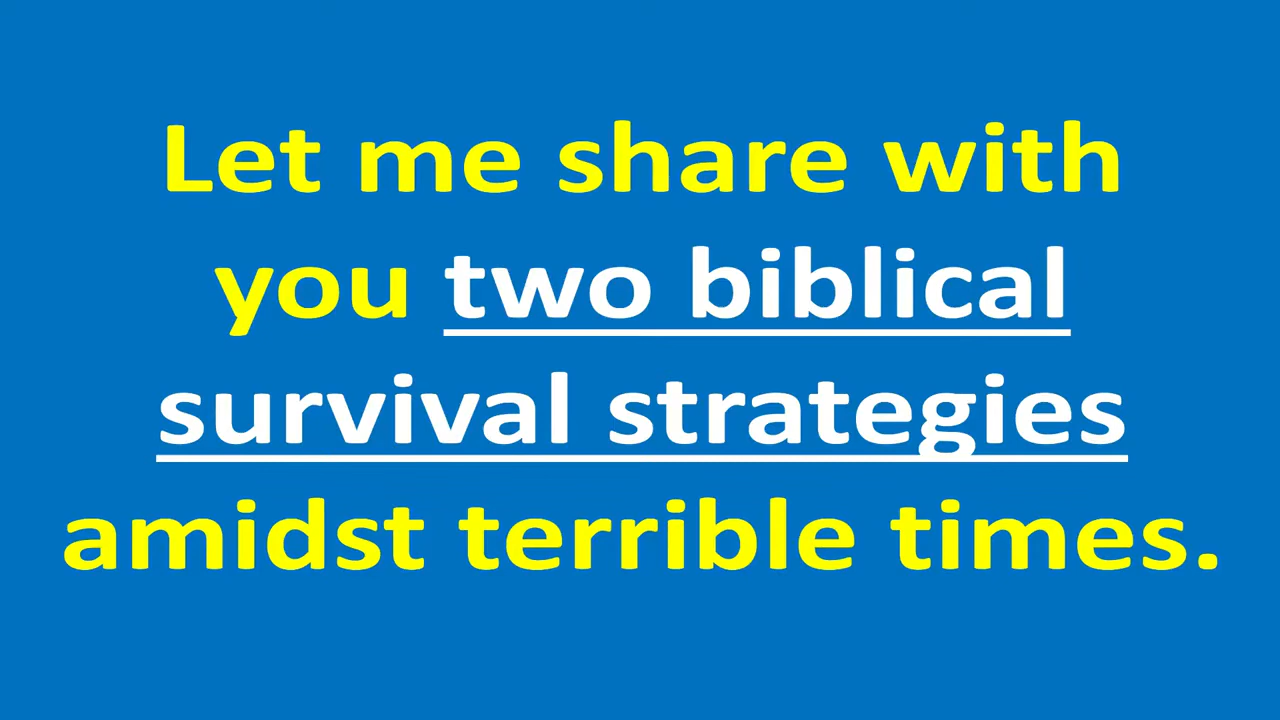 Let me share with
you two biblical
survival strategies
amidst terrible times.